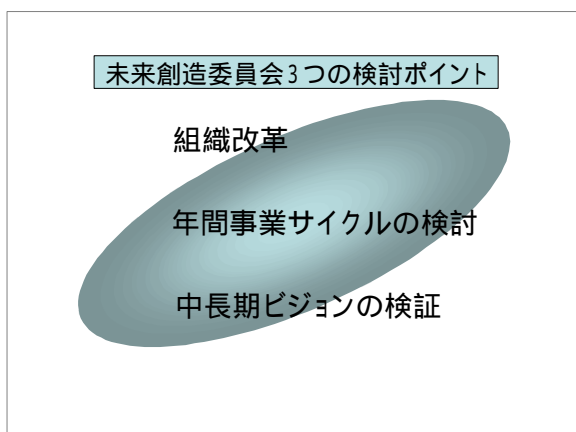 未来創造委員会3つの検討ポイント
組織改革
年間事業サイクルの検討
中長期ビジョンの検証